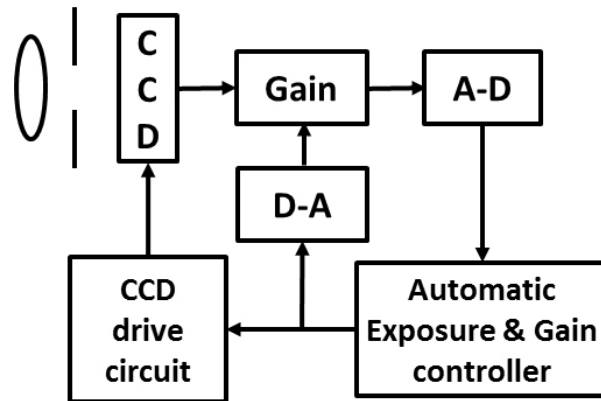 C
C
D
Gain
A-D
D-A
CCD
drive
circuit
Automatic
Exposure & Gain
controller